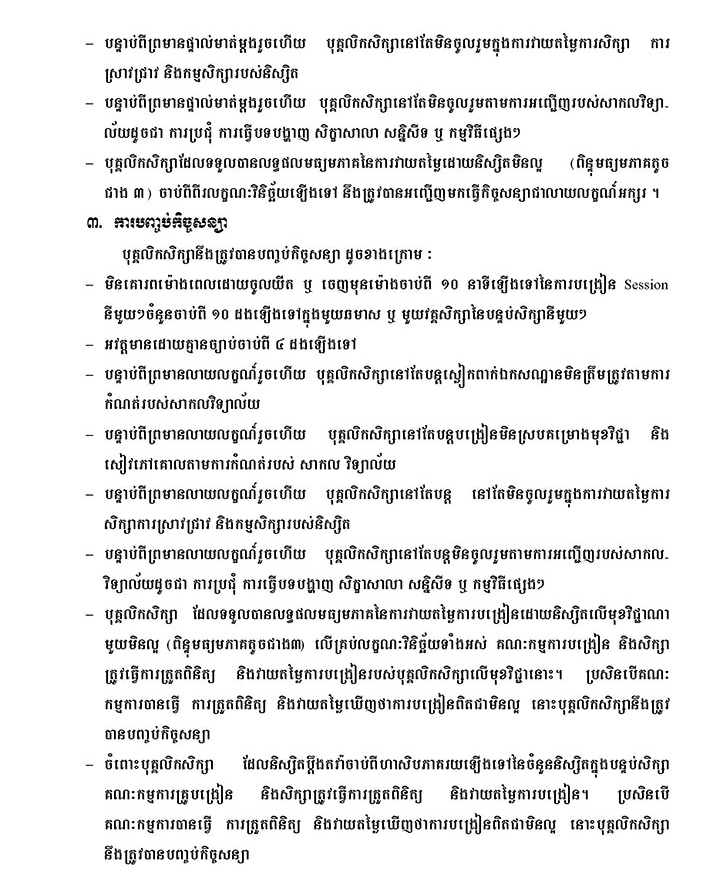 – បន្ទាប់ពីព្រមានផ្ទាល់មាត់ម្ដងរួចហើយ បុគ្គលិកសិក្សានៅតែមិនចូលរួមក្នុងការវាយតម្លៃការសិក្សា ការ
ស្រាវជ្រាវ និងកម្មសិក្សារបស់និស្សិត
– បន្ទាប់ពីព្រមានផ្ទាល់មាត់ម្ដងរួចហើយ បុគ្គលិកសិក្សានៅតែមិនចូលរួមតាមការអញ្ជើញរបស់សាកលវិទ្យា-
ល័យដូចជា ការប្រជុំ ការធ្វើបទបង្ហាញ សិក្ខាសាលា សន្និសីទ ឬ កម្មវិធីផ្សេងៗ
– បុគ្គលិកសិក្សាដែលទទួលបានលទ្ធផលមធ្យមភាគនៃការវាយតម្លៃដោយនិស្សិតមិនល្អ (ពិន្ទុមធ្យមភាគតូច
ជាង ៣) ចាប់ពីពីរលក្ខណៈវិនិច្ឆ័យឡើងទៅ នឹងត្រូវបានអញ្ជើញមកធ្វើកិច្ចសន្យាជាលាយលក្ខណ៍អក្សរ ។
៣. ការបញ្ចប់កិច្ចសន្យា
បុគ្គលិកសិក្សានឹងត្រូវបានបញ្ចប់កិច្ចសន្យា ដូចខាងក្រោម :
– មិនគោរពម៉ោងពេលដោយចូលយឺត ឬ ចេញមុនម៉ោងចាប់ពី ១០ នាទីឡើងទៅនៃការបង្រៀន Session
នីមួយៗចំនួនចាប់ពី ១០ ដងឡើងទៅក្នុងមួយឆមាស ឬ មួយវគ្គសិក្សានៃបន្ទប់សិក្សានីមួយៗ
– អវត្តមានដោយគ្មានច្បាប់ចាប់ពី ៤ ដងឡើងទៅ
– បន្ទាប់ពីព្រមានលាយលក្ខណ៍រួចហើយ បុគ្គលិកសិក្សានៅតែបន្តស្លៀកពាក់ឯកសណ្ឋានមិនត្រឹមត្រូវតាមការ
កំណត់របស់សាកលវិទ្យាល័យ
– បន្ទាប់ពីព្រមានលាយលក្ខណ៍រួចហើយ បុគ្គលិកសិក្សានៅតែបន្តបង្រៀនមិនស្របគម្រោងមុខវិជ្ជា និង
សៀវភៅគោលតាមការកំណត់របស់ សាកល វិទ្យាល័យ
– បន្ទាប់ពីព្រមានលាយលក្ខណ៍រួចហើយ បុគ្គលិកសិក្សានៅតែបន្ត នៅតែមិនចូលរួមក្នុងការវាយតម្លៃការ
សិក្សាការស្រាវជ្រាវ និងកម្មសិក្សារបស់និស្សិត
– បន្ទាប់ពីព្រមានលាយលក្ខណ៍រួចហើយ បុគ្គលិកសិក្សានៅតែបន្តមិនចូលរួមតាមការអញ្ជើញរបស់សាកល-
វិទ្យាល័យដូចជា ការប្រជុំ ការធ្វើបទបង្ហាញ សិក្ខាសាលា សន្និសីទ ឬ កម្មវិធីផ្សេងៗ
– បុគ្គលិកសិក្សា ដែលទទួលបានលទ្ធផលមធ្យមភាគនៃការវាយតម្លៃការបង្រៀនដោយនិស្សិតលើមុខវិជ្ជាណា
មួយមិនល្អ (ពិន្ទុមធ្យមភាគតូចជាង៣) លើគ្រប់លក្ខណៈវិនិច្ឆ័យទាំងអស់ គណៈកម្មការបង្រៀន និងសិក្សា
ត្រូវធ្វើការត្រួតពិនិត្យ និងវាយតម្លៃការបង្រៀនរបស់បុគ្គលិកសិក្សាលើមុខវិជ្ជានោះ។ ប្រសិនបើគណៈ
កម្មការបានធ្វើ ការត្រួតពិនិត្យ និងវាយតម្លៃឃើញថាការបង្រៀនពិតជាមិនល្អ នោះបុគ្គលិកសិក្សានឹងត្រូវ
បានបញ្ចប់កិច្ចសន្យា
– ចំពោះបុគ្គលិកសិក្សា ដែលនិស្សិតប្ដឹងតវ៉ាចាប់ពីហាសិបភាគរយឡើងទៅនៃចំនួននិស្សិតក្នុងបន្ទប់សិក្សា
គណៈកម្មការគ្រូបង្រៀន និងសិក្សាត្រូវធ្វើការត្រួតពិនិត្យ និងវាយតម្លៃការបង្រៀន។ ប្រសិនបើ
គណៈកម្មការបានធ្វើ ការត្រួតពិនិត្យ និងវាយតម្លៃឃើញថាការបង្រៀនពិតជាមិនល្អ នោះបុគ្គលិកសិក្សា
នឹងត្រូវបានបញ្ចប់កិច្ចសន្យា